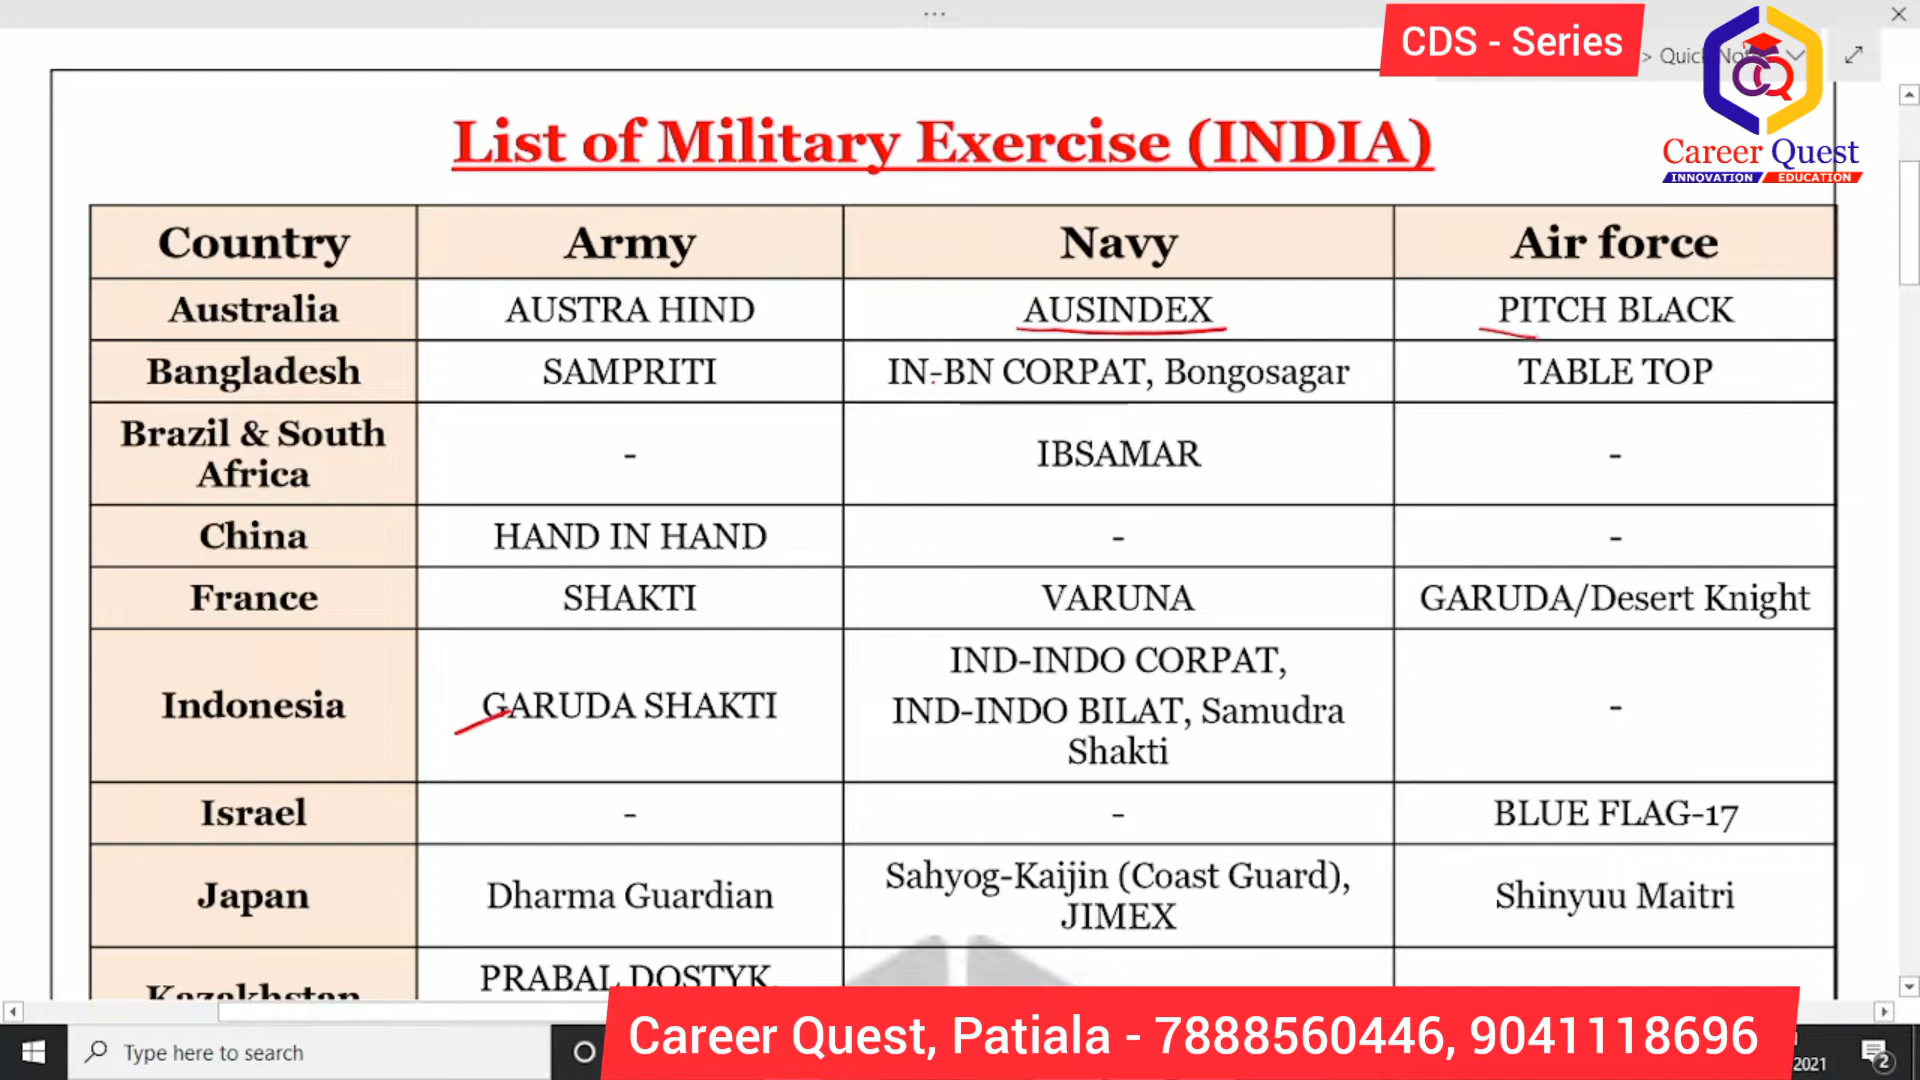 CDS - Series
> Quick Not
Career Quest
INNOVATION EDUCATION
List of Military Exercise (INDIA)
Country Army Navy Air force
Australia AUSTRA HIND AUSINDEX PITCH BLACK
Bangladesh SAMPRITI IN-BN CORPAT, Bongosagar TABLE TOP
Brazil & South
Africa - IBSAMAR -
China HAND IN HAND - -
France SHAKTI VARUNA GARUDA/Desert Knight
Indonesia GARUDA SHAKTI IND-INDO CORPAT,
IND-INDO BILAT, Samudra
Shakti -
Israel - - BLUE FLAG-17
Japan Dharma Guardian Sahyog-Kaijin (Coast Guard),
JIMEX Shinyuu Maitri
Kazakhstan PRABAL DOSTYK,
Career Quest, Patiala - 7888560446, 9041118696
Type here to search
2021
2